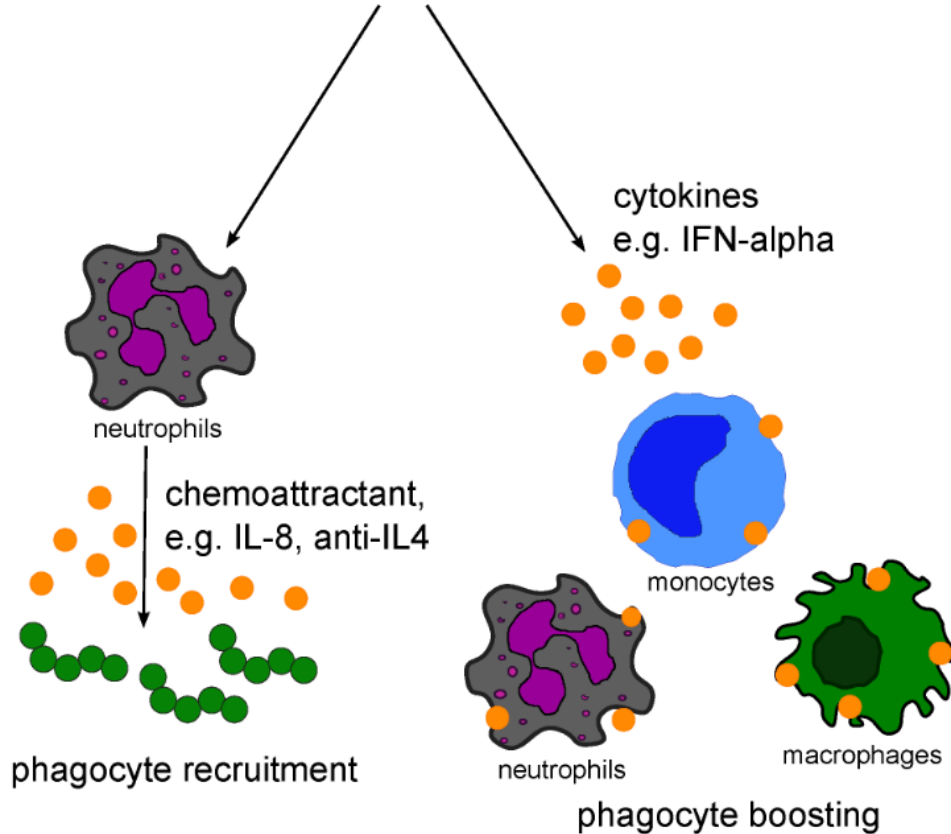 cytokines
e.g. IFN-alpha
neutrophils
chemoattractant,
e.g. IL-8, anti-IL4
monocytes
neutrophils
macrophages
phagocyte recruitment
phagocyte boosting